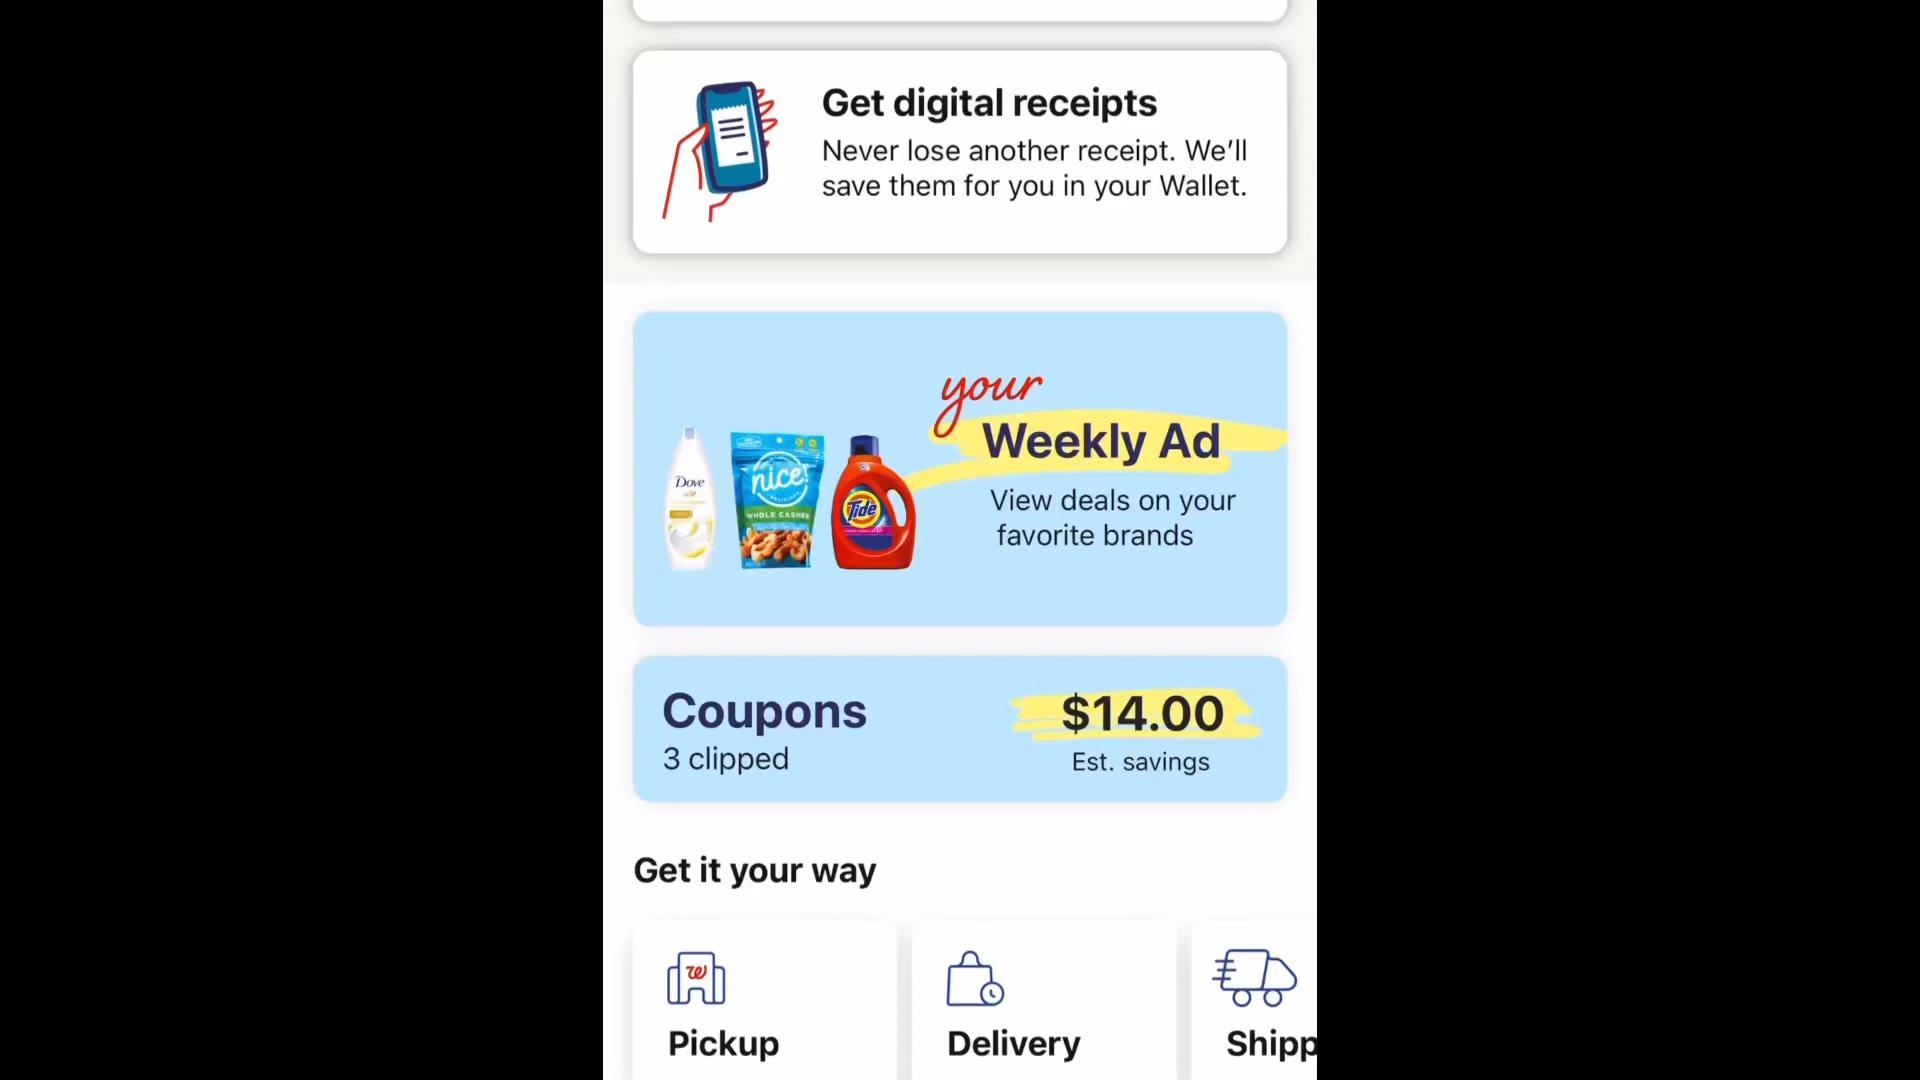 Get digital receipts
Never lose another receipt. We'll
save them for you in your Wallet.
your
Weekly Ad
View deals on your
favorite brands
Dove
nice!
WHOLE CASHEWS
Tide
Coupons
3 clipped
$14.00
Est. savings
Get it your way
Pickup
Delivery
Shipp